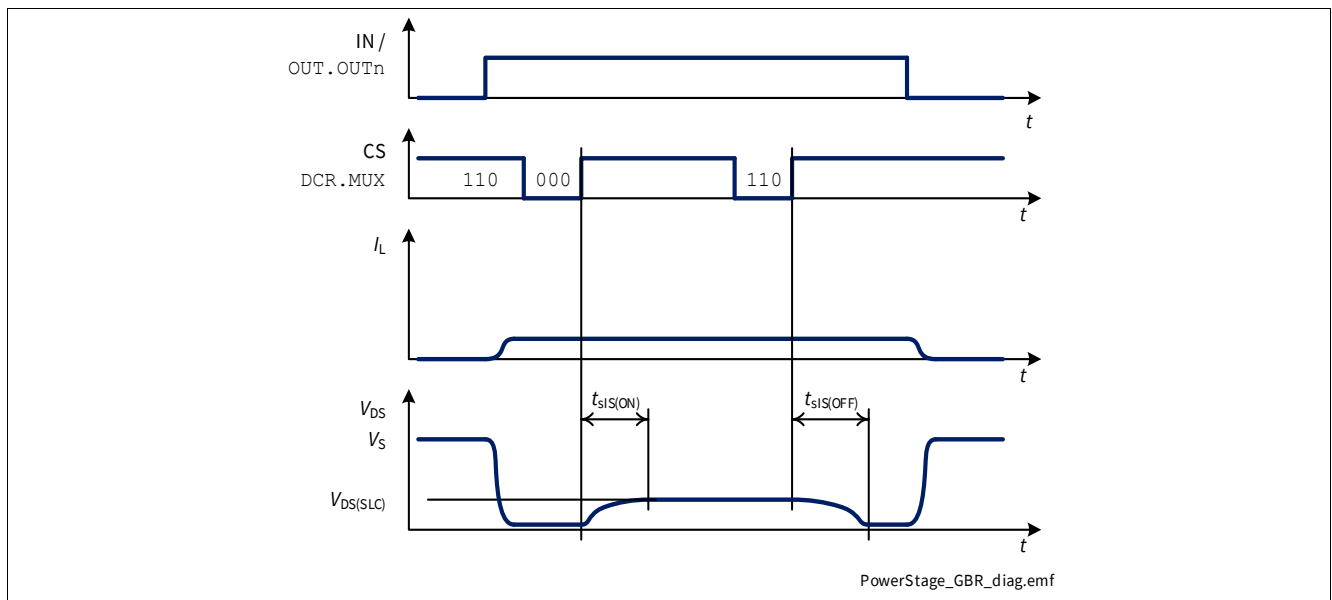 IN /
OUT.OUTn
t
CS
DCR.MUX 110 000 110
t
IL
t
VDS
tsIS(ON) tsIS(OFF)
VS
VDS(SLC)
t
PowerStage_GBR_diag.emf